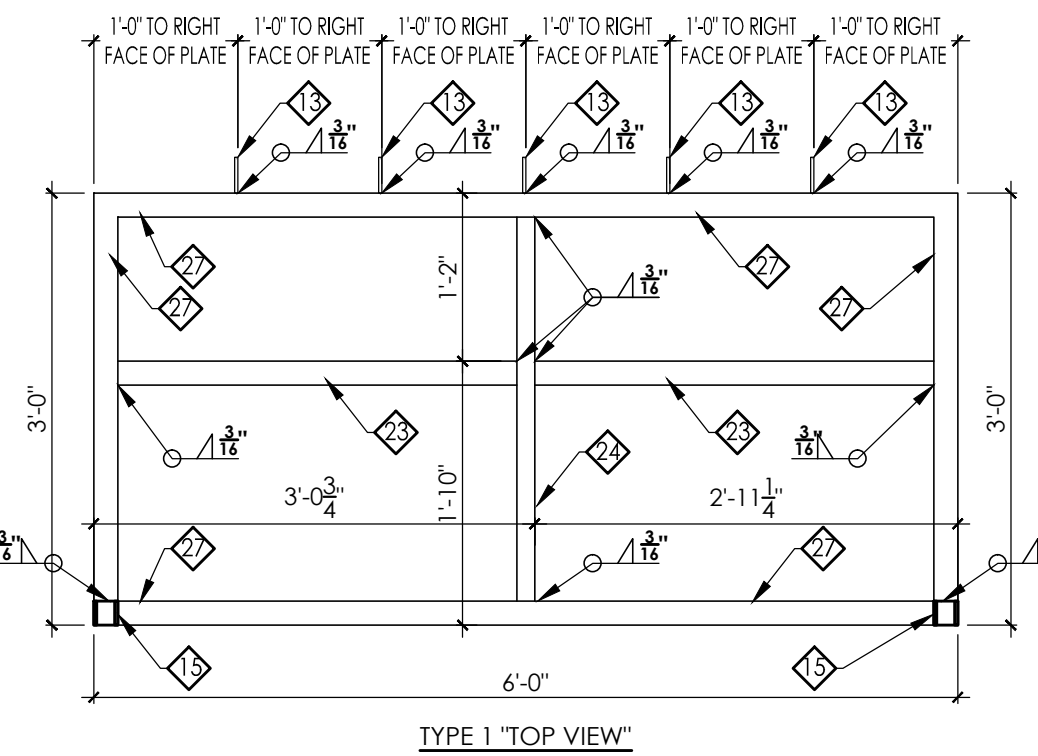 1'-0" TO RIGHT 1'-0" TO RIGHT 1'-0" TO RIGHT 1'-0" TO RIGHT 1'-0" TO RIGHT 1'-0" TO RIGHT
FACE OF PLATE FACE OF PLATE FACE OF PLATE FACE OF PLATE FACE OF PLATE FACE OF PLATE
13 13 13 13 13
3/16" 3/16" 3/16" 3/16" 3/16"
27 1'-2" 3/16" 27
27 27
3'-0" 3'-0"
23 23
3/16" 3/16"
24
3'-0 3/4" 1'-10" 2'-11 1/4"
27 3/16" 27
15 15
6'-0"
TYPE 1 "TOP VIEW"